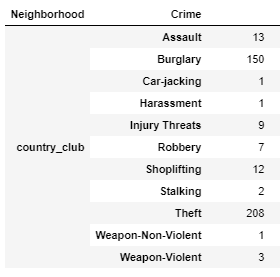 Neighborhood Crime
Assault 13
Burglary 150
Car-jacking 1
Harassment 1
Injury Threats 9
country_club Robbery 7
Shoplifting 12
Stalking 2
Theft 208
Weapon-Non-Violent 1
Weapon-Violent 3